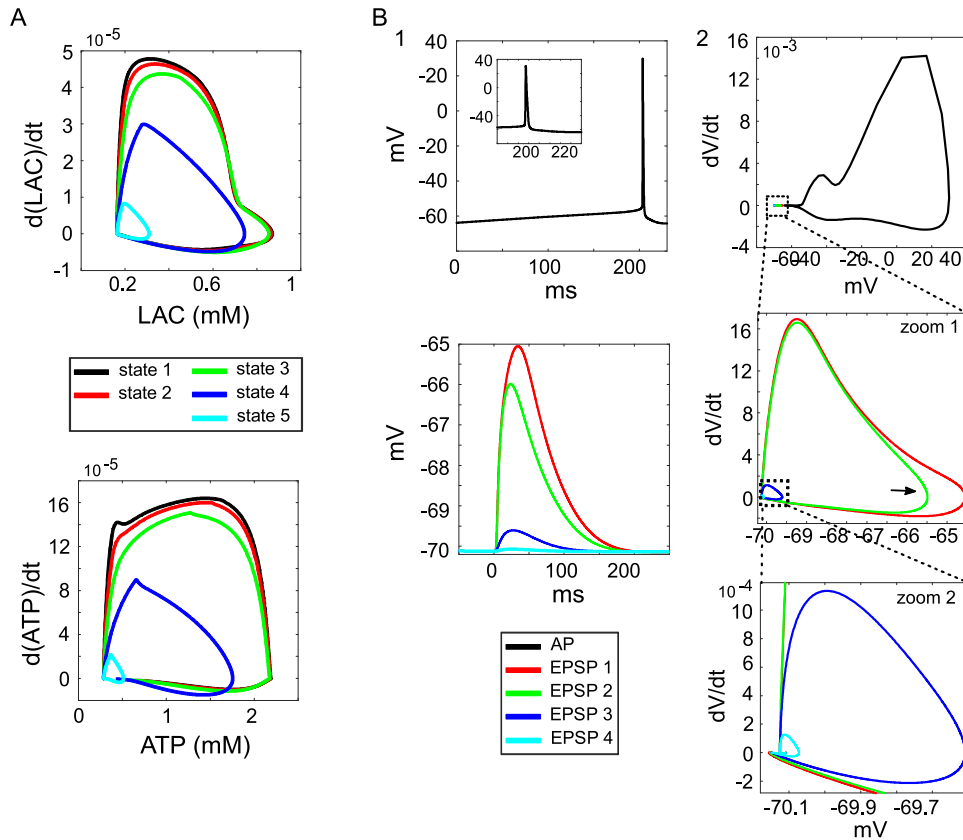 A
B
1
2
10^-5
5
4
3
2
1
0
-1
d(LAC)/dt
0.2
0.6
1
LAC (mM)
state 1
state 2
state 3
state 4
state 5
10^-5
16
12
8
4
0
d(ATP)/dt
0
1
2
ATP (mM)
40
20
0
-20
-40
-60
mV
0
100
200
ms
40
0
-40
200
220
-65
-66
-67
-68
-69
-70
mV
0
100
200
ms
AP
EPSP 1
EPSP 2
EPSP 3
EPSP 4
16
10^-3
12
8
4
0
-4
dV/dt
-60
-40
-20
0
20
40
mV
zoom 1
16
12
8
4
0
dV/dt
-70
-69
-68
-67
-66
-65
zoom 2
10^-4
10
8
6
4
2
0
-2
dV/dt
-70.1
-69.9
-69.7
mV